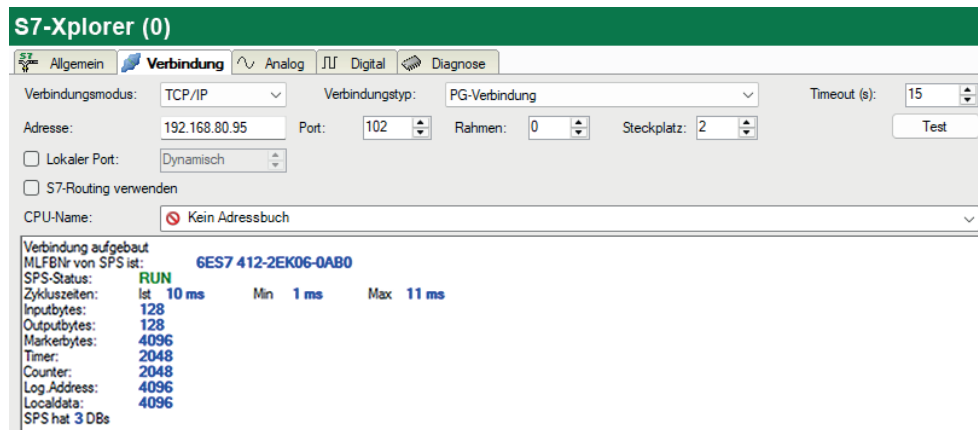 S7-Xplorer (0)
S7 Allgemein Verbindung Analog Digital Diagnose
Verbindungsmodus: TCP/IP Verbindungstyp: PG-Verbindung Timeout (s): 15
Adresse: 192.168.80.95 Port: 102 Rahmen: 0 Steckplatz: 2 Test
Lokaler Port: Dynamisch
S7-Routing verwenden
CPU-Name: Kein Adressbuch
Verbindung aufgebaut
MLFBNr von SPS ist: 6ES7 412-2EK06-0AB0
SPS-Status: RUN
Zykluszeiten: Ist 10 ms Min 1 ms Max 11 ms
Inputbytes: 128
Outputbytes: 128
Markerbytes: 4096
Timer: 2048
Counter: 2048
Log.Address: 4096
Localdata: 4096
SPS hat 3 DBs